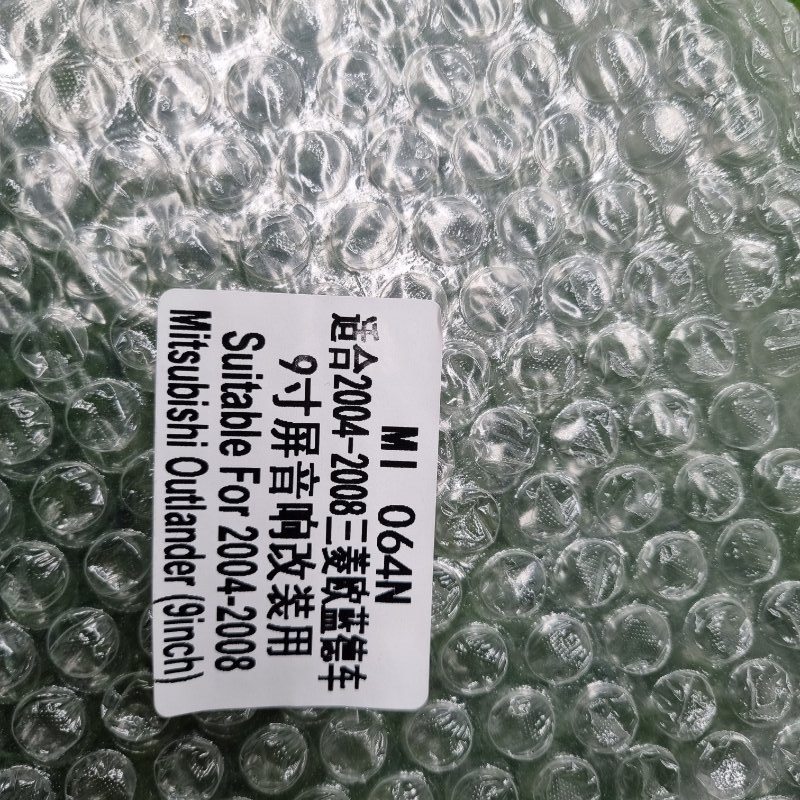 MI 064N
适合2004-2008三菱欧蓝德车
9寸屏音响改装用
Suitable For 2004-2008
Mitsubishi Outlander (9inch)